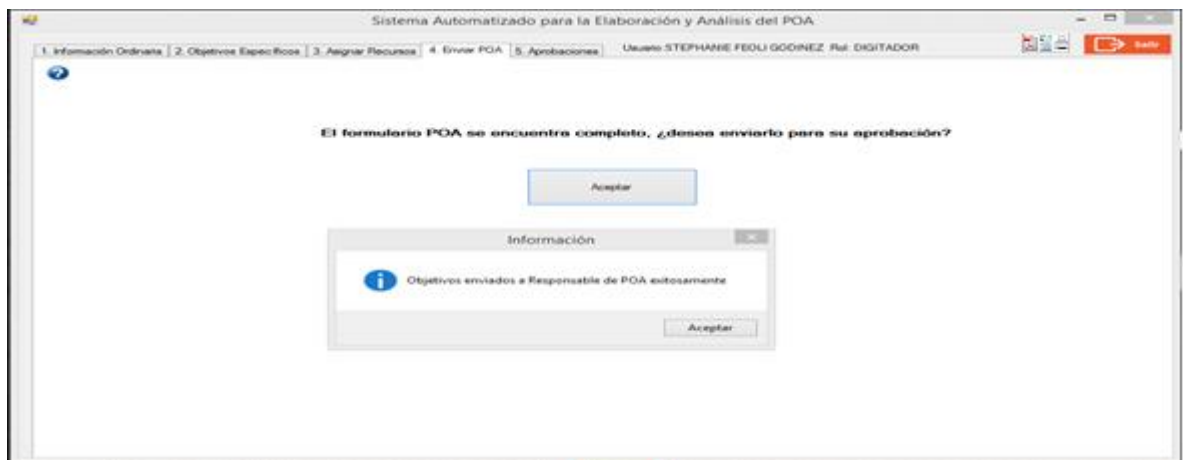 Sistema Automatizado para la Elaboración y Análisis del POA
1. Información Ordinaria 2. Objetivos Específicos 3. Asignar Recursos 4. Enviar POA 5. Aprobaciones Usuario STEPHANIE FEOLI GODINEZ Rol: DIGITADOR Salir
El formulario POA se encuentra completo, ¿desea enviarlo para su aprobación?
Aceptar
Información
Objetivos enviados a Responsable de POA exitosamente
Aceptar